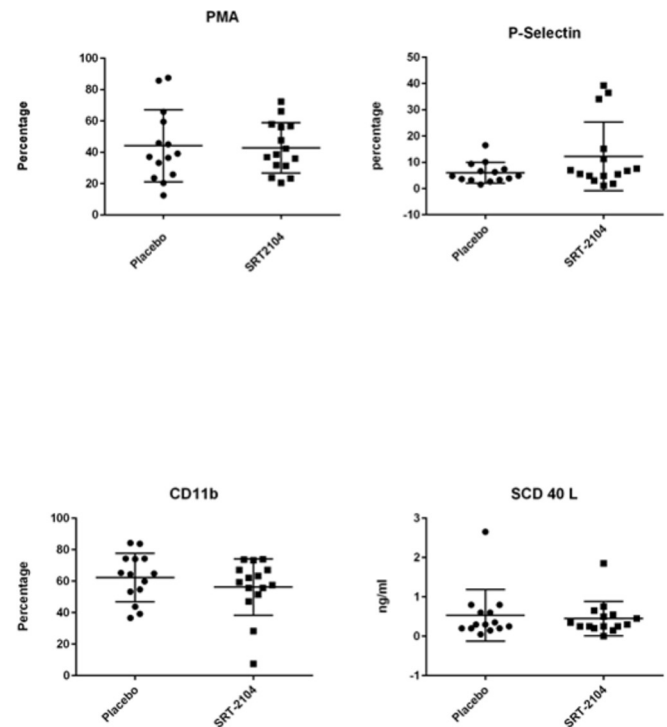 PMA
Percentage
100
80
60
40
20
0
Placebo
SRT2104
P-Selectin
percentage
50
40
30
20
10
0
-10
Placebo
SRT-2104
CD11b
Percentage
100
80
60
40
20
0
Placebo
SRT-2104
SCD 40 L
ng/ml
3
2
1
0
-1
Placebo
SRT-2104